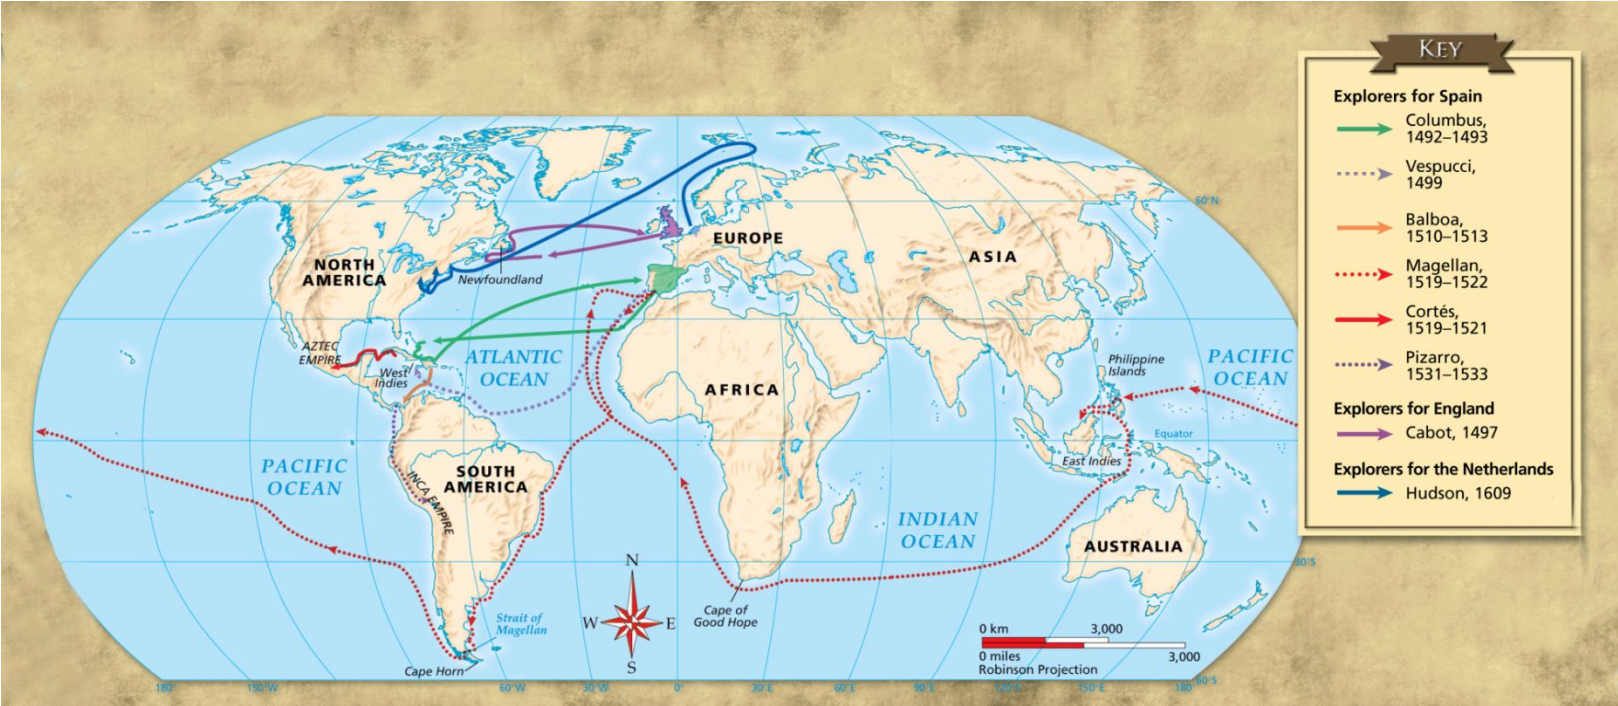 KEY
Explorers for Spain
Columbus,
1492–1493
Vespucci,
1499
Balboa,
1510–1513
Magellan,
1519–1522
Cortés,
1519–1521
Pizarro,
1531–1533
Explorers for England
Cabot, 1497
Explorers for the Netherlands
Hudson, 1609
60°N
EUROPE
ASIA
NORTH
AMERICA
Newfoundland
AZTEC
EMPIRE
West
Indies
ATLANTIC
OCEAN
AFRICA
Philippine
Islands
PACIFIC
OCEAN
Equator
East Indies
PACIFIC
OCEAN
SOUTH
AMERICA
INCA EMPIRE
INDIAN
OCEAN
AUSTRALIA
30°S
N
W
E
S
Strait of
Magellan
Cape Horn
Cape of
Good Hope
0 km 3,000
0 miles 3,000
Robinson Projection
60°S
180° 150°W 60°W 30°W 0° 30°E 60°E 90°E 120°E 150°E 180°